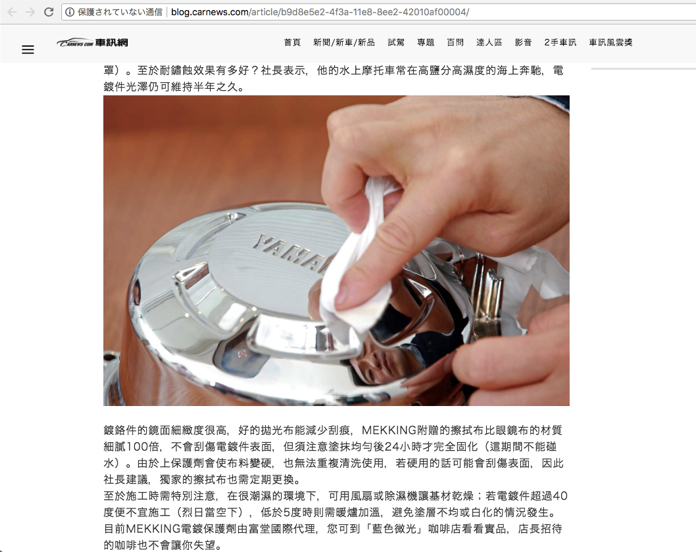 保護されていない通信 | blog.carnews.com/article/b9d8e5e2-4f3a-11e8-8ee2-42010af00004/
CARNEWS.COM 車訊網 首頁 新聞/新車/新品 試駕 專題 百問 達人區 影音 2手車訊 車訊風雲獎
罩）。至於耐鏽蝕效果有多好？社長表示，他的水上摩托車常在高鹽分高濕度的海上奔馳，電
鍍件光澤仍可維持半年之久。
YAMA
鍍鉻件的鏡面細緻度很高，好的拋光布能減少刮痕，MEKKING附贈的擦拭布比眼鏡布的材質
細膩100倍，不會刮傷電鍍件表面，但須注意塗抹均勻後24小時才完全固化（這期間不能碰
水）。由於上保護劑會使布料變硬，也無法重複清洗使用，若硬用的話可能會刮傷表面，因此
社長建議，獨家的擦拭布也需定期更換。
至於施工時需特別注意，在很潮濕的環境下，可用風扇或除濕機讓基材乾燥；若電鍍件超過40
度便不宜施工（烈日當空下），低於5度時則需暖爐加溫，避免塗層不均或白化的情況發生。
目前MEKKING電鍍保護劑由富堂國際代理，您可到「藍色微光」咖啡店看看實品，店長招待
的咖啡也不會讓你失望。